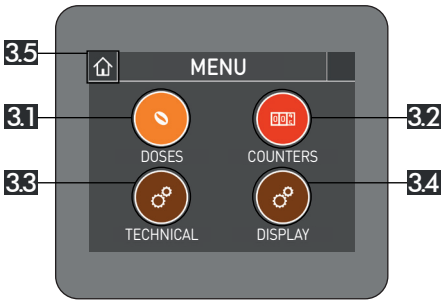 3.5
MENU
3.1
3.2
DOSES
COUNTERS
3.3
3.4
TECHNICAL
DISPLAY